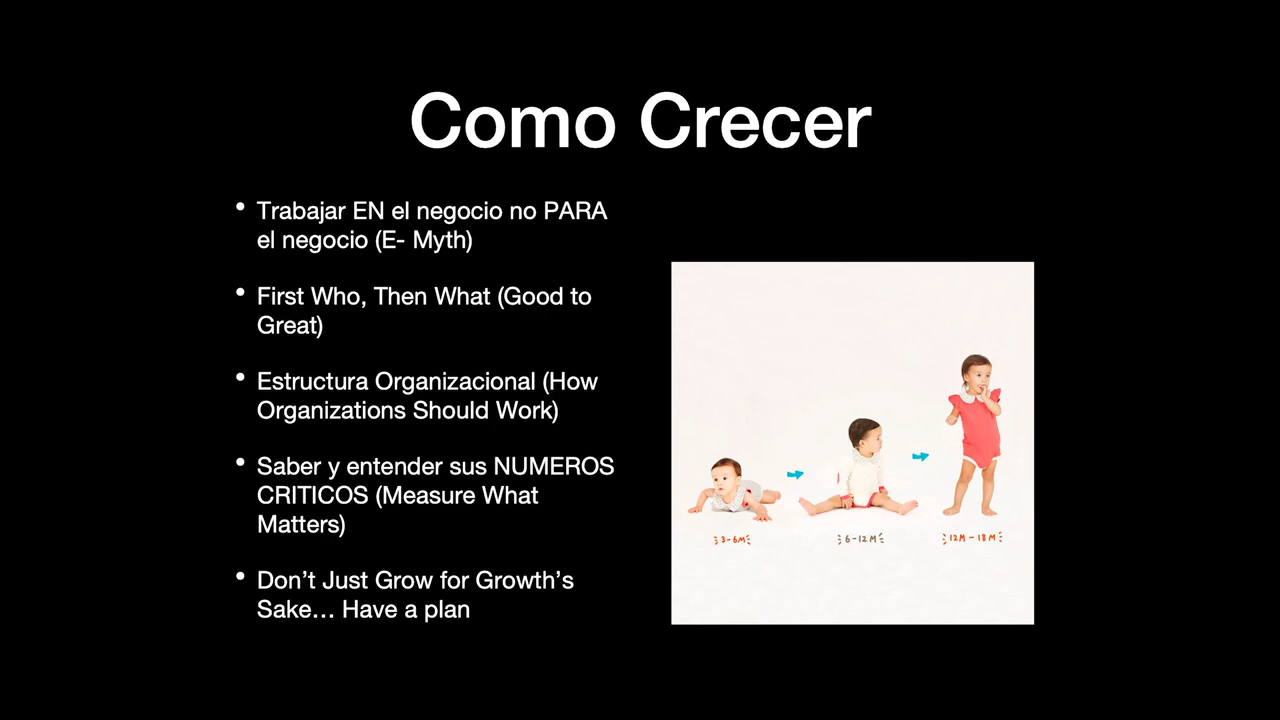 Como Crecer
• Trabajar EN el negocio no PARA
el negocio (E- Myth)
• First Who, Then What (Good to
Great)
• Estructura Organizacional (How
Organizations Should Work)
• Saber y entender sus NUMEROS
CRITICOS (Measure What
Matters)
• Don’t Just Grow for Growth’s
Sake… Have a plan
3-6M
6-12M
12M-18M